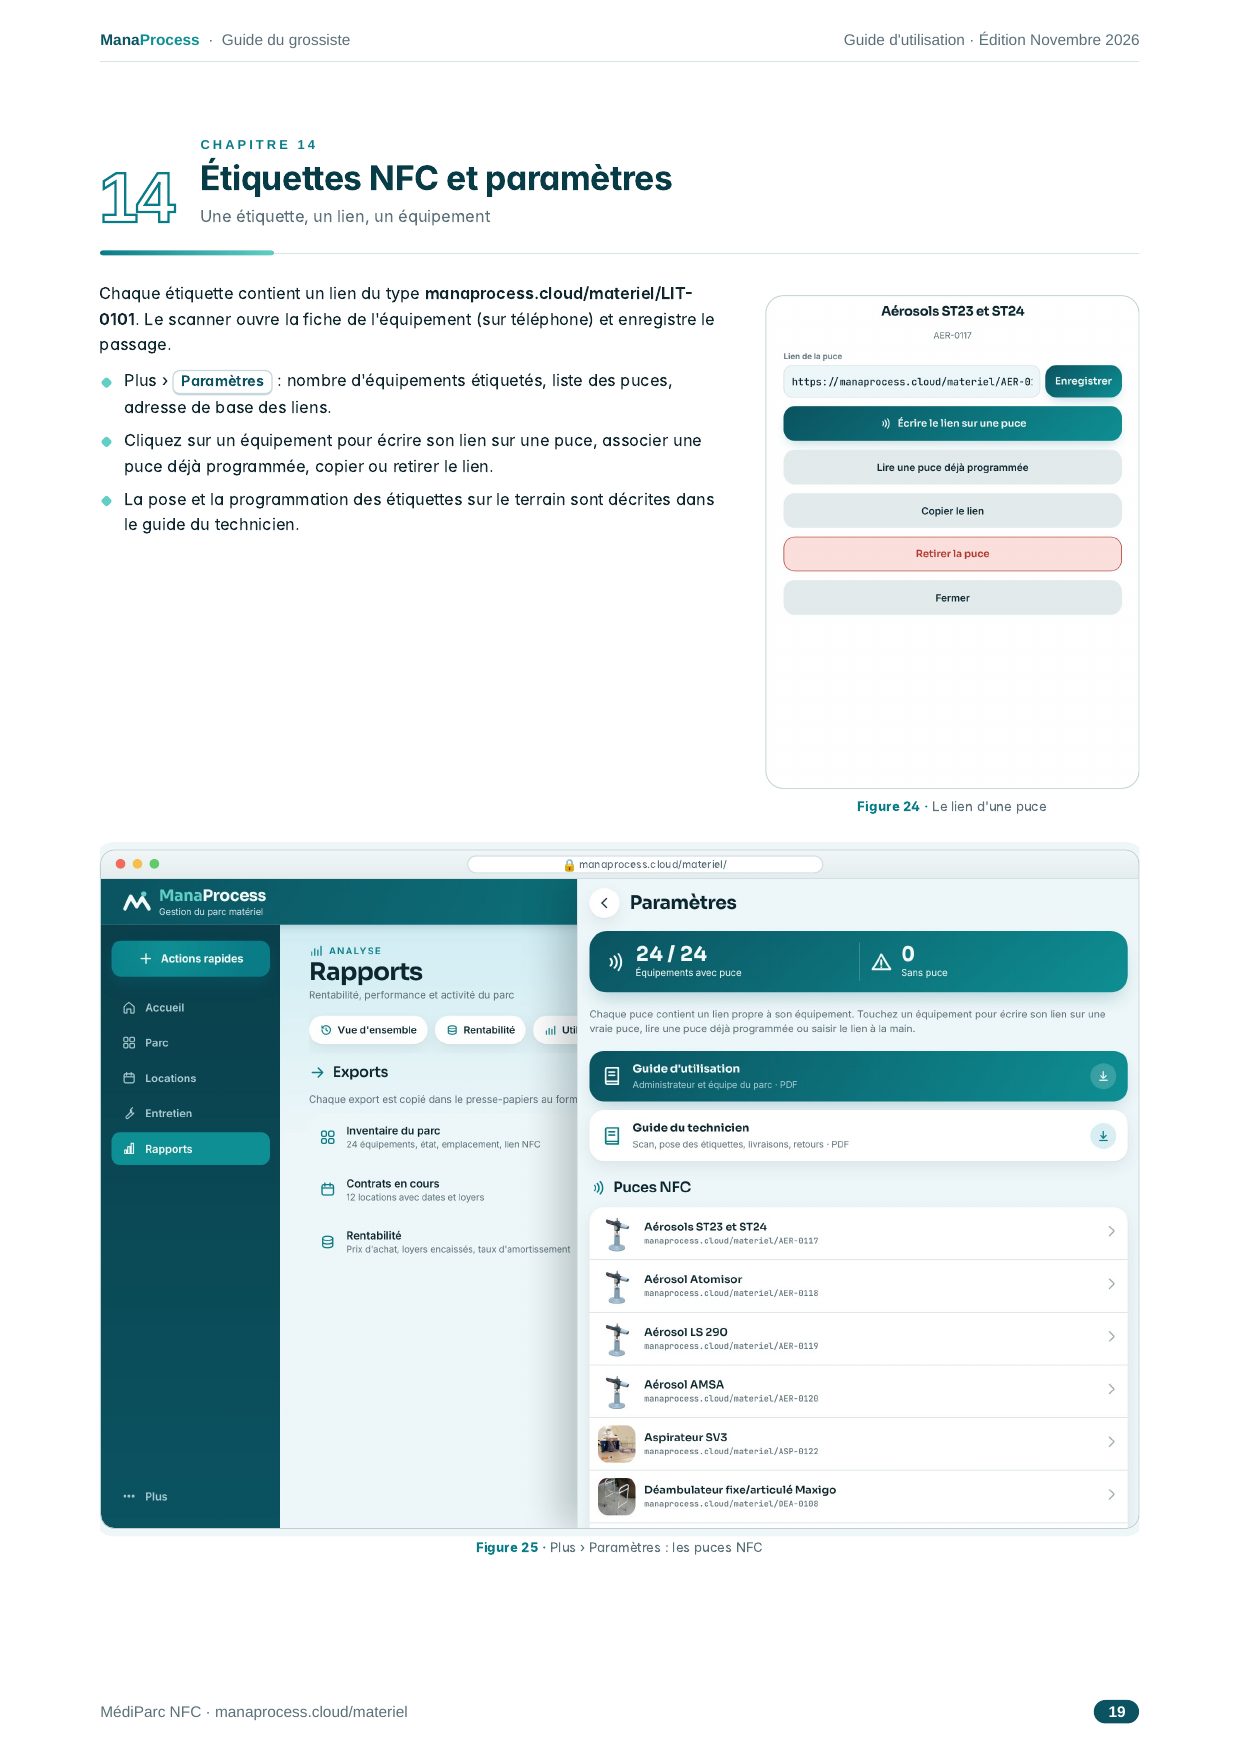 ManaProcess · Guide du grossiste
Guide d'utilisation · Édition Novembre 2026
CHAPITRE 14
14
Étiquettes NFC et paramètres
Une étiquette, un lien, un équipement
Chaque étiquette contient un lien du type manaprocess.cloud/materiel/LIT-
0101. Le scanner ouvre la fiche de l'équipement (sur téléphone) et enregistre le
passage.
Plus › Paramètres : nombre d'équipements étiquetés, liste des puces,
adresse de base des liens.
Cliquez sur un équipement pour écrire son lien sur une puce, associer une
puce déjà programmée, copier ou retirer le lien.
La pose et la programmation des étiquettes sur le terrain sont décrites dans
le guide du technicien.
Aérosols ST23 et ST24
AER-0117
Lien de la puce
https://manaprocess.cloud/materiel/AER-0
Enregistrer
Écrire le lien sur une puce
Lire une puce déjà programmée
Copier le lien
Retirer la puce
Fermer
Figure 24 · Le lien d'une puce
manaprocess.cloud/materiel/
ManaProcess
Gestion du parc matériel
Actions rapides
Accueil
Parc
Locations
Entretien
Rapports
Plus
ANALYSE
Rapports
Rentabilité, performance et activité du parc
Vue d'ensemble
Rentabilité
Util
Exports
Chaque export est copié dans le presse-papiers au form
Inventaire du parc
24 équipements, état, emplacement, lien NFC
Contrats en cours
12 locations avec dates et loyers
Rentabilité
Prix d'achat, loyers encaissés, taux d'amortissement
Paramètres
24 / 24
Équipements avec puce
0
Sans puce
Chaque puce contient un lien propre à son équipement. Touchez un équipement pour écrire son lien sur une
vraie puce, lire une puce déjà programmée ou saisir le lien à la main.
Guide d'utilisation
Administrateur et équipe du parc · PDF
Guide du technicien
Scan, pose des étiquettes, livraisons, retours · PDF
Puces NFC
Aérosols ST23 et ST24
manaprocess.cloud/materiel/AER-0117
Aérosol Atomisor
manaprocess.cloud/materiel/AER-0118
Aérosol LS 290
manaprocess.cloud/materiel/AER-0119
Aérosol AMSA
manaprocess.cloud/materiel/AER-0120
Aspirateur SV3
manaprocess.cloud/materiel/ASP-0122
Déambulateur fixe/articulé Maxigo
manaprocess.cloud/materiel/DEA-0108
Figure 25 · Plus › Paramètres : les puces NFC
MédiParc NFC · manaprocess.cloud/materiel
19